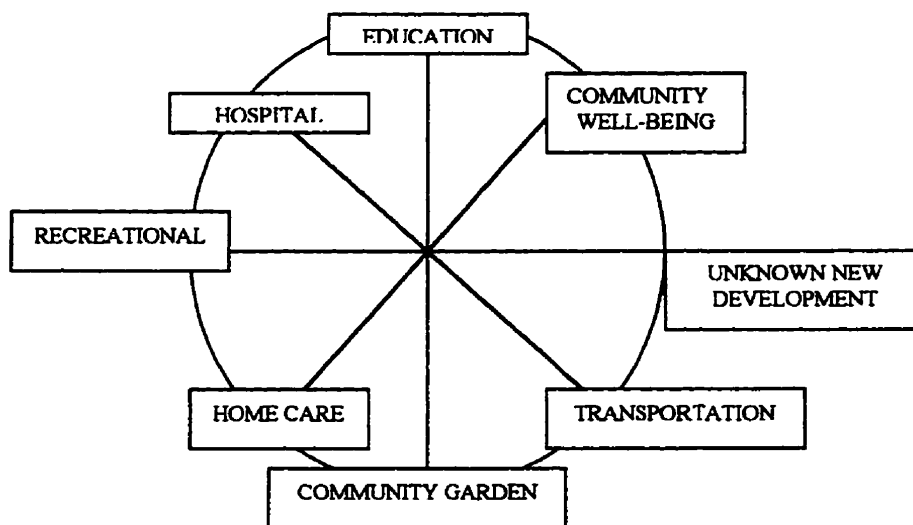 EDUCATION
COMMUNITY
WELL-BEING
HOSPITAL
RECREATIONAL
UNKNOWN NEW
DEVELOPMENT
HOME CARE
TRANSPORTATION
COMMUNITY GARDEN